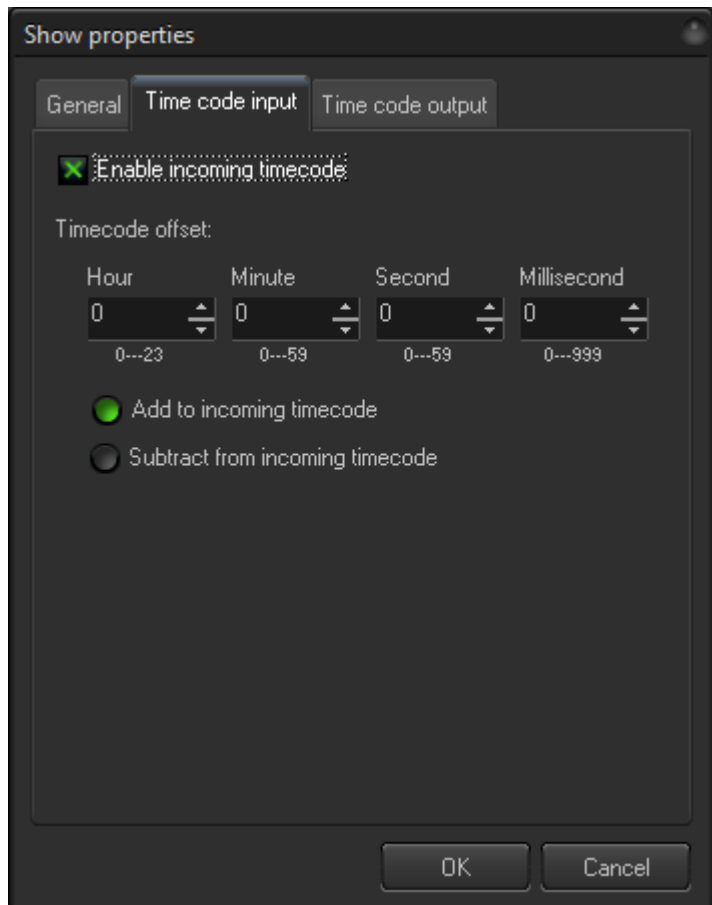 Show properties
General Time code input Time code output
Enable incoming timecode
Timecode offset:
Hour Minute Second Millisecond
0 0 0 0
0---23 0---59 0---59 0---999
Add to incoming timecode
Subtract from incoming timecode
OK Cancel